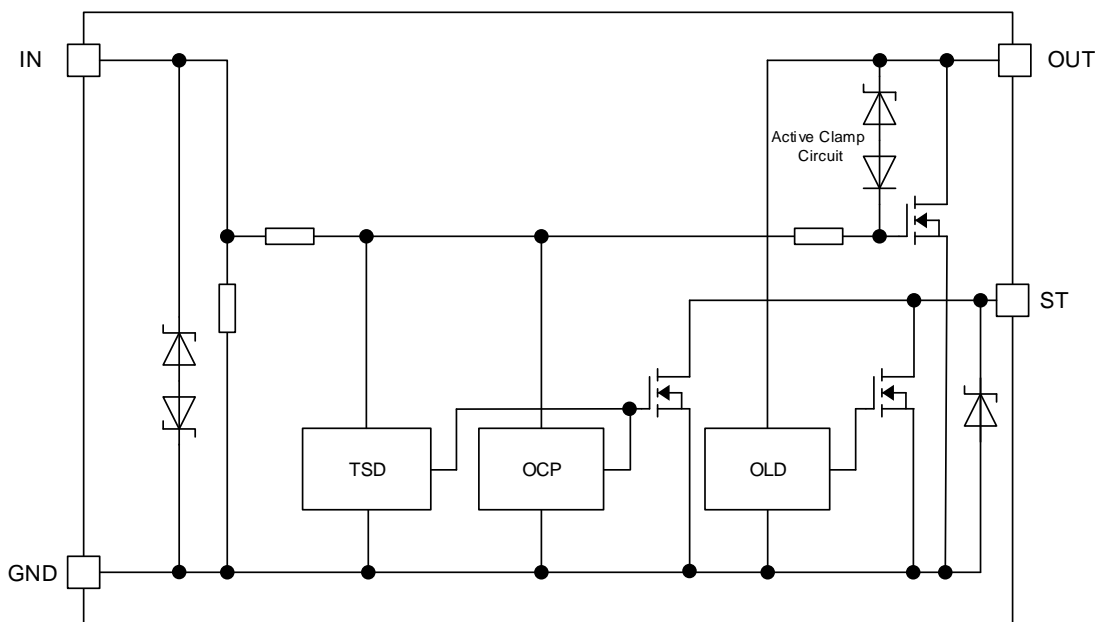 IN
OUT
Active Clamp
Circuit
ST
TSD
OCP
OLD
GND